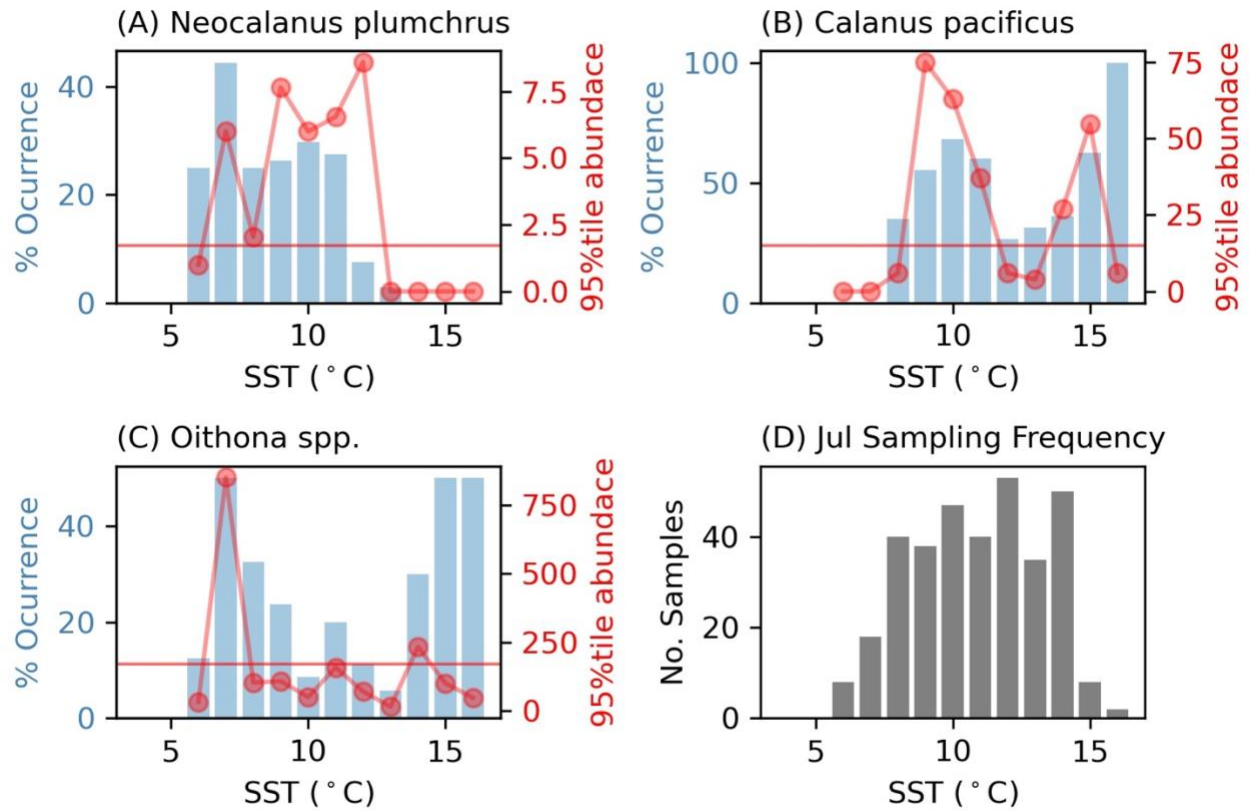 (A) Neocalanus plumchrus
% Ocurrence
40
20
0
7.5
5.0
2.5
0.0
95%tile abundace
5 10 15
SST (°C)
(B) Calanus pacificus
% Ocurrence
100
50
0
75
50
25
0
95%tile abundace
5 10 15
SST (°C)
(C) Oithona spp.
% Ocurrence
40
20
0
750
500
250
0
95%tile abundace
5 10 15
SST (°C)
(D) Jul Sampling Frequency
No. Samples
40
20
0
5 10 15
SST (°C)